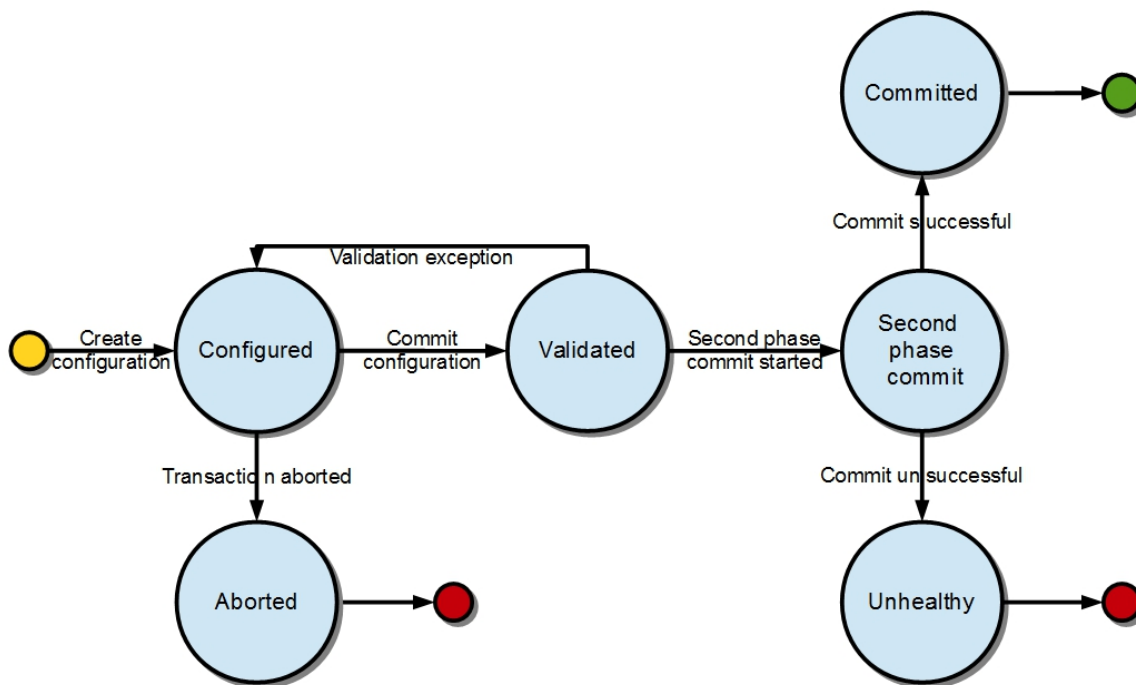 Committed
Commit successful
Validation exception
Create
configuration
Configured
Commit
configuration
Validated
Second phase
commit started
Second
phase
commit
Transaction aborted
Commit unsuccessful
Aborted
Unhealthy